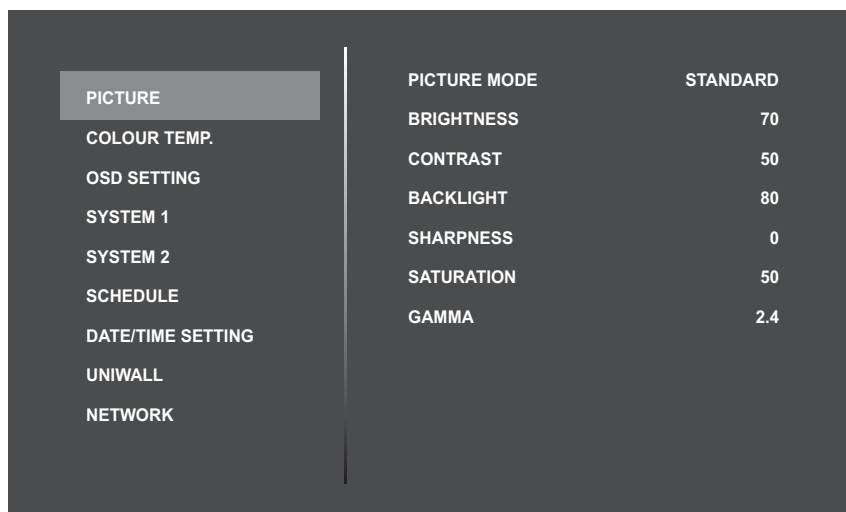 PICTURE
COLOUR TEMP.
OSD SETTING
SYSTEM 1
SYSTEM 2
SCHEDULE
DATE/TIME SETTING
UNIWALL
NETWORK
PICTURE MODE STANDARD
BRIGHTNESS 70
CONTRAST 50
BACKLIGHT 80
SHARPNESS 0
SATURATION 50
GAMMA 2.4